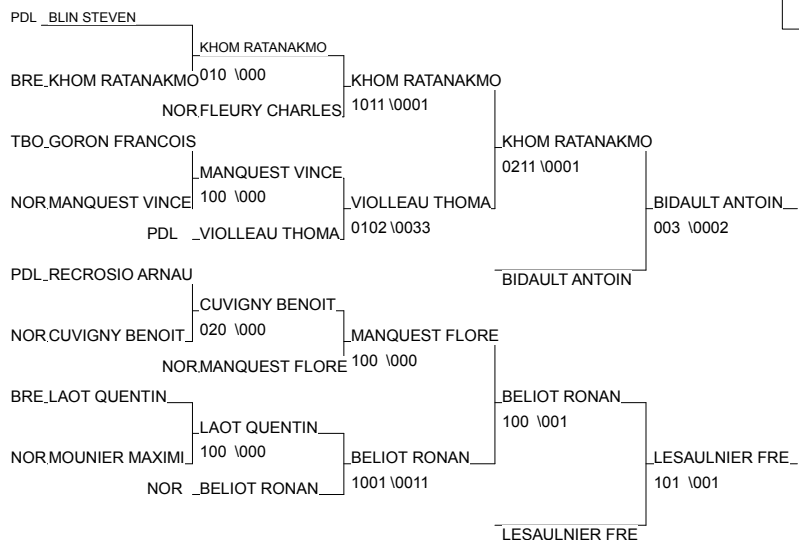 PDL BLIN STEVEN
KHOM RATANAKMO
BRE KHOM RATANAKMO 010 \000 KHOM RATANAKMO
NOR FLEURY CHARLES 1011 \0001
TBO GORON FRANCOIS KHOM RATANAKMO
MANQUEST VINCE 0211 \0001
NOR MANQUEST VINCE 100 \000 VIOLLEAU THOMA BIDAULT ANTOIN
PDL VIOLLEAU THOMA 0102 \0033 003 \0002
PDL RECROSIO ARNAU BIDAULT ANTOIN
CUVIGNY BENOIT
NOR CUVIGNY BENOIT 020 \000 MANQUEST FLORE
NOR MANQUEST FLORE 100 \000
BRE LAOT QUENTIN BELIOT RONAN
LAOT QUENTIN 100 \001
NOR MOUNIER MAXIMI 100 \000 BELIOT RONAN LESAULNIER FRE
NOR BELIOT RONAN 1001 \0011 101 \001
LESAULNIER FRE